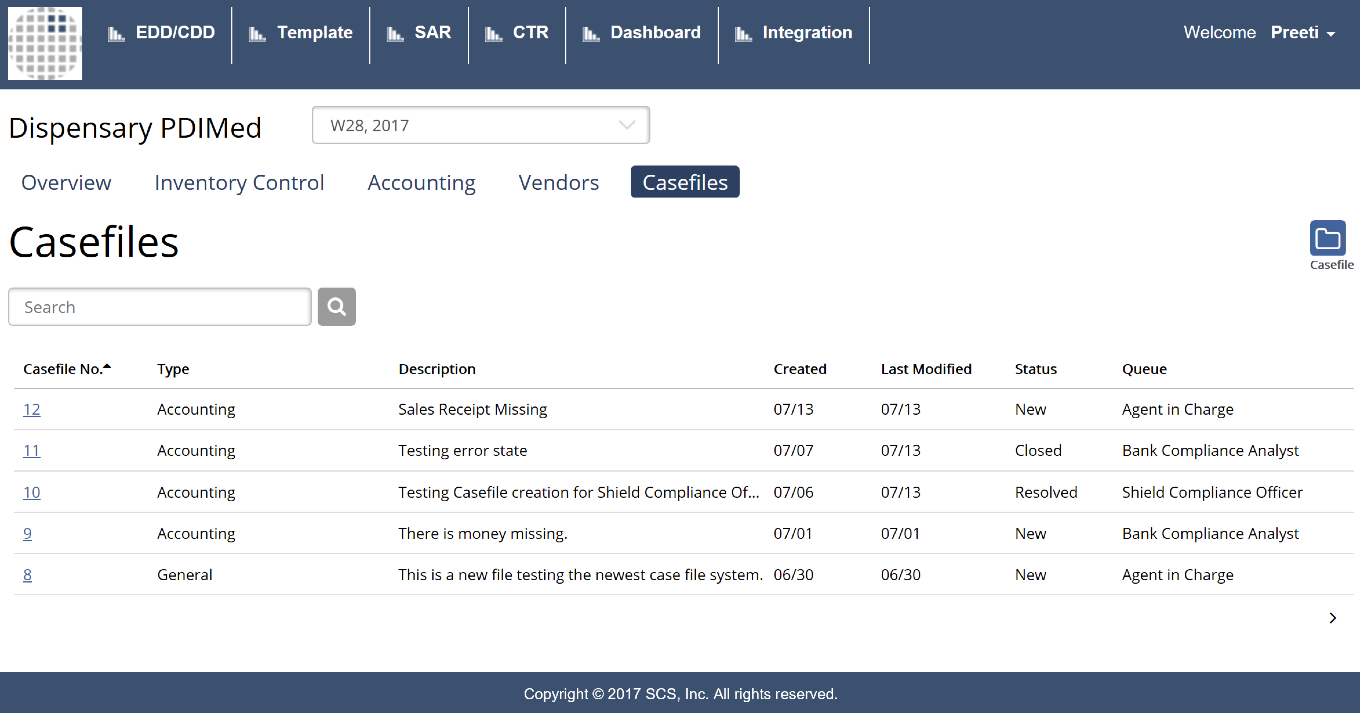 EDD/CDD Template SAR CTR Dashboard Integration Welcome Preeti
Dispensary PDIMed W28, 2017
Overview Inventory Control Accounting Vendors Casefiles
Casefiles
Casefile
Search
Casefile No. Type Description Created Last Modified Status Queue
12 Accounting Sales Receipt Missing 07/13 07/13 New Agent in Charge
11 Accounting Testing error state 07/07 07/13 Closed Bank Compliance Analyst
10 Accounting Testing Casefile creation for Shield Compliance Of... 07/06 07/13 Resolved Shield Compliance Officer
9 Accounting There is money missing. 07/01 07/01 New Bank Compliance Analyst
8 General This is a new file testing the newest case file system. 06/30 06/30 New Agent in Charge
Copyright © 2017 SCS, Inc. All rights reserved.